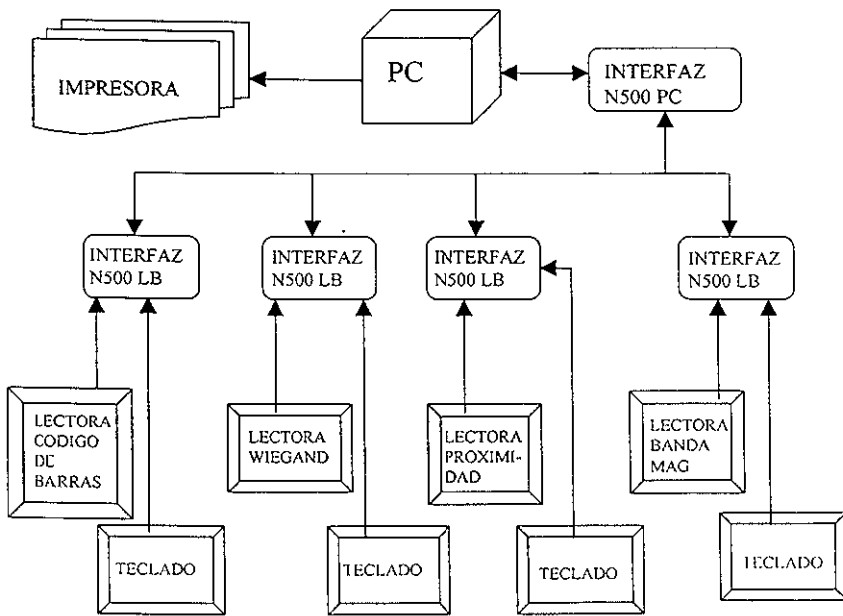 IMPRESORA
PC
INTERFAZ
N500 PC
INTERFAZ
N500 LB
INTERFAZ
N500 LB
INTERFAZ
N500 LB
INTERFAZ
N500 LB
LECTORA
CODIGO
DE
BARRAS
LECTORA
WIEGAND
LECTORA
PROXIMI-
DAD
LECTORA
BANDA
MAG
TECLADO
TECLADO
TECLADO
TECLADO